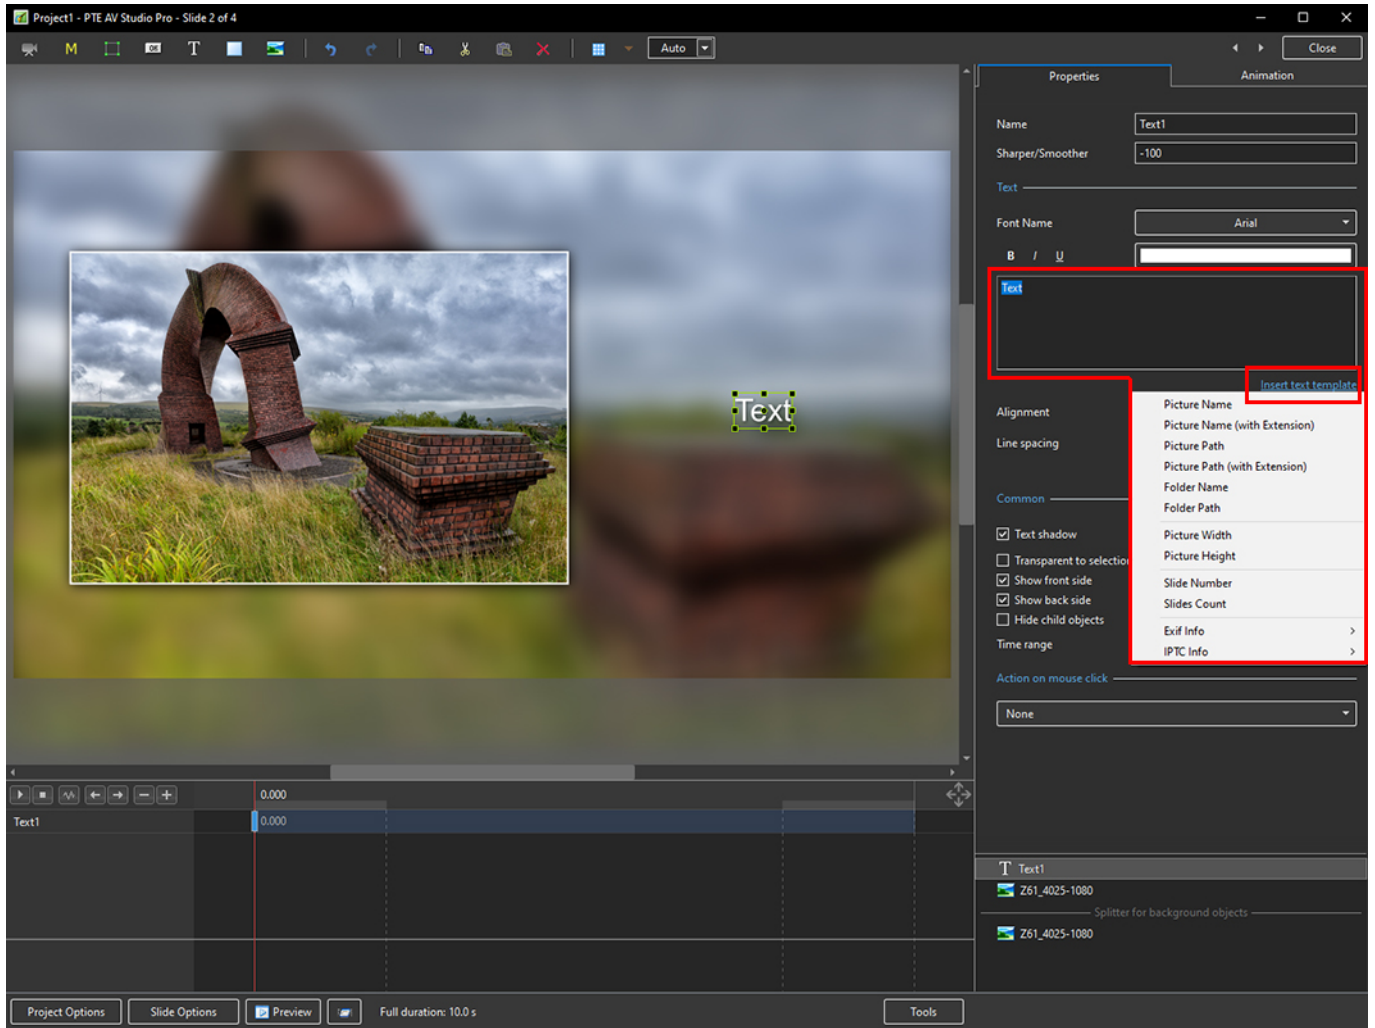 Project1 - PTE AV Studio Pro - Slide 2 of 4
M OK T Auto Close
Properties Animation
Name Text1
Sharper/Smoother -100
Text
Font Name Arial
B I U
Text
Insert text template
Picture Name
Picture Name (with Extension)
Picture Path
Picture Path (with Extension)
Folder Name
Folder Path
Picture Width
Picture Height
Slide Number
Slides Count
Exif Info
IPTC Info
Text
Alignment
Line spacing
Common
Text shadow
Transparent to selection
Show front side
Show back side
Hide child objects
Time range
Action on mouse click
None
0.000
Text1 0.000
T Text1
Z61_4025-1080
Splitter for background objects
Z61_4025-1080
Project Options Slide Options Preview Full duration: 10.0 s Tools